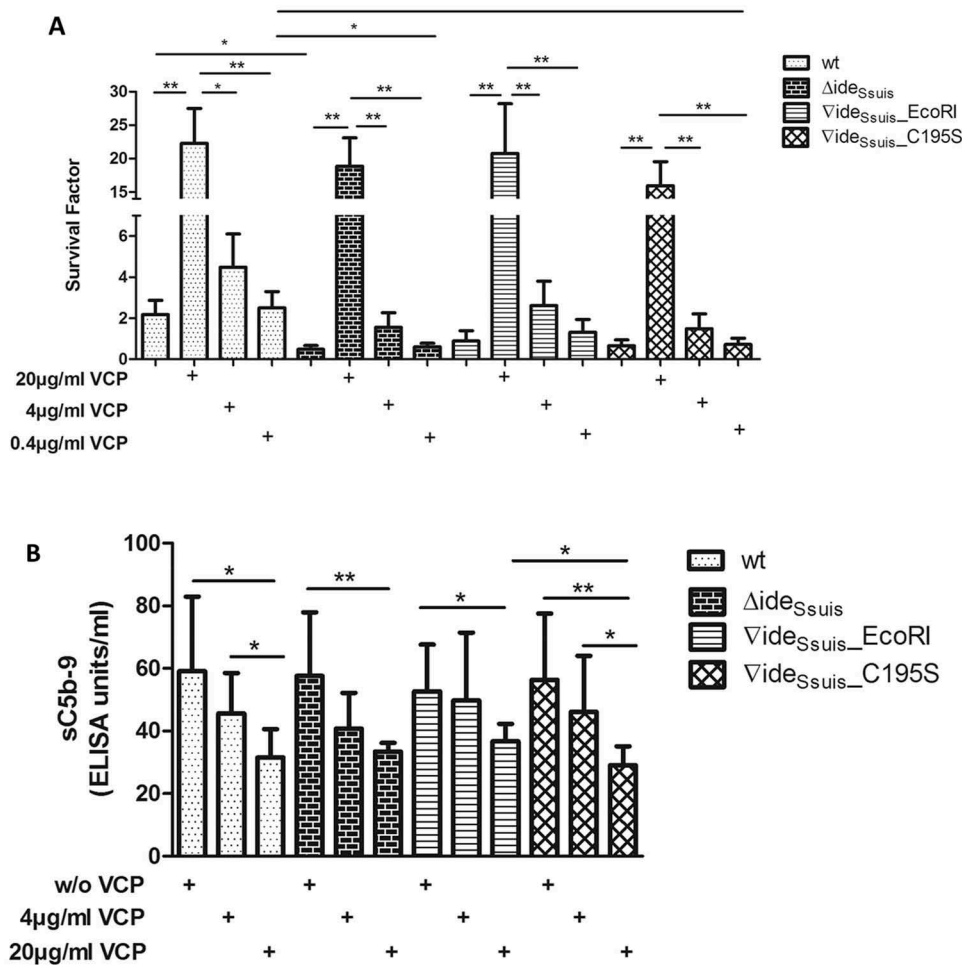 A
*
*
**
** *
**
** **
**
** **
**
** **
30
25
20
15
6
4
2
0
Survival Factor
wt
Δide_Ssuis
∇ide_Ssuis_EcoRI
∇ide_Ssuis_C195S
20µg/ml VCP + + + +
4µg/ml VCP + + + +
0.4µg/ml VCP + + + +
B
*
*
**
*
*
**
*
100
80
60
40
20
0
sC5b-9
(ELISA units/ml)
wt
Δide_Ssuis
∇ide_Ssuis_EcoRI
∇ide_Ssuis_C195S
w/o VCP + + + +
4µg/ml VCP + + + +
20µg/ml VCP + + + +